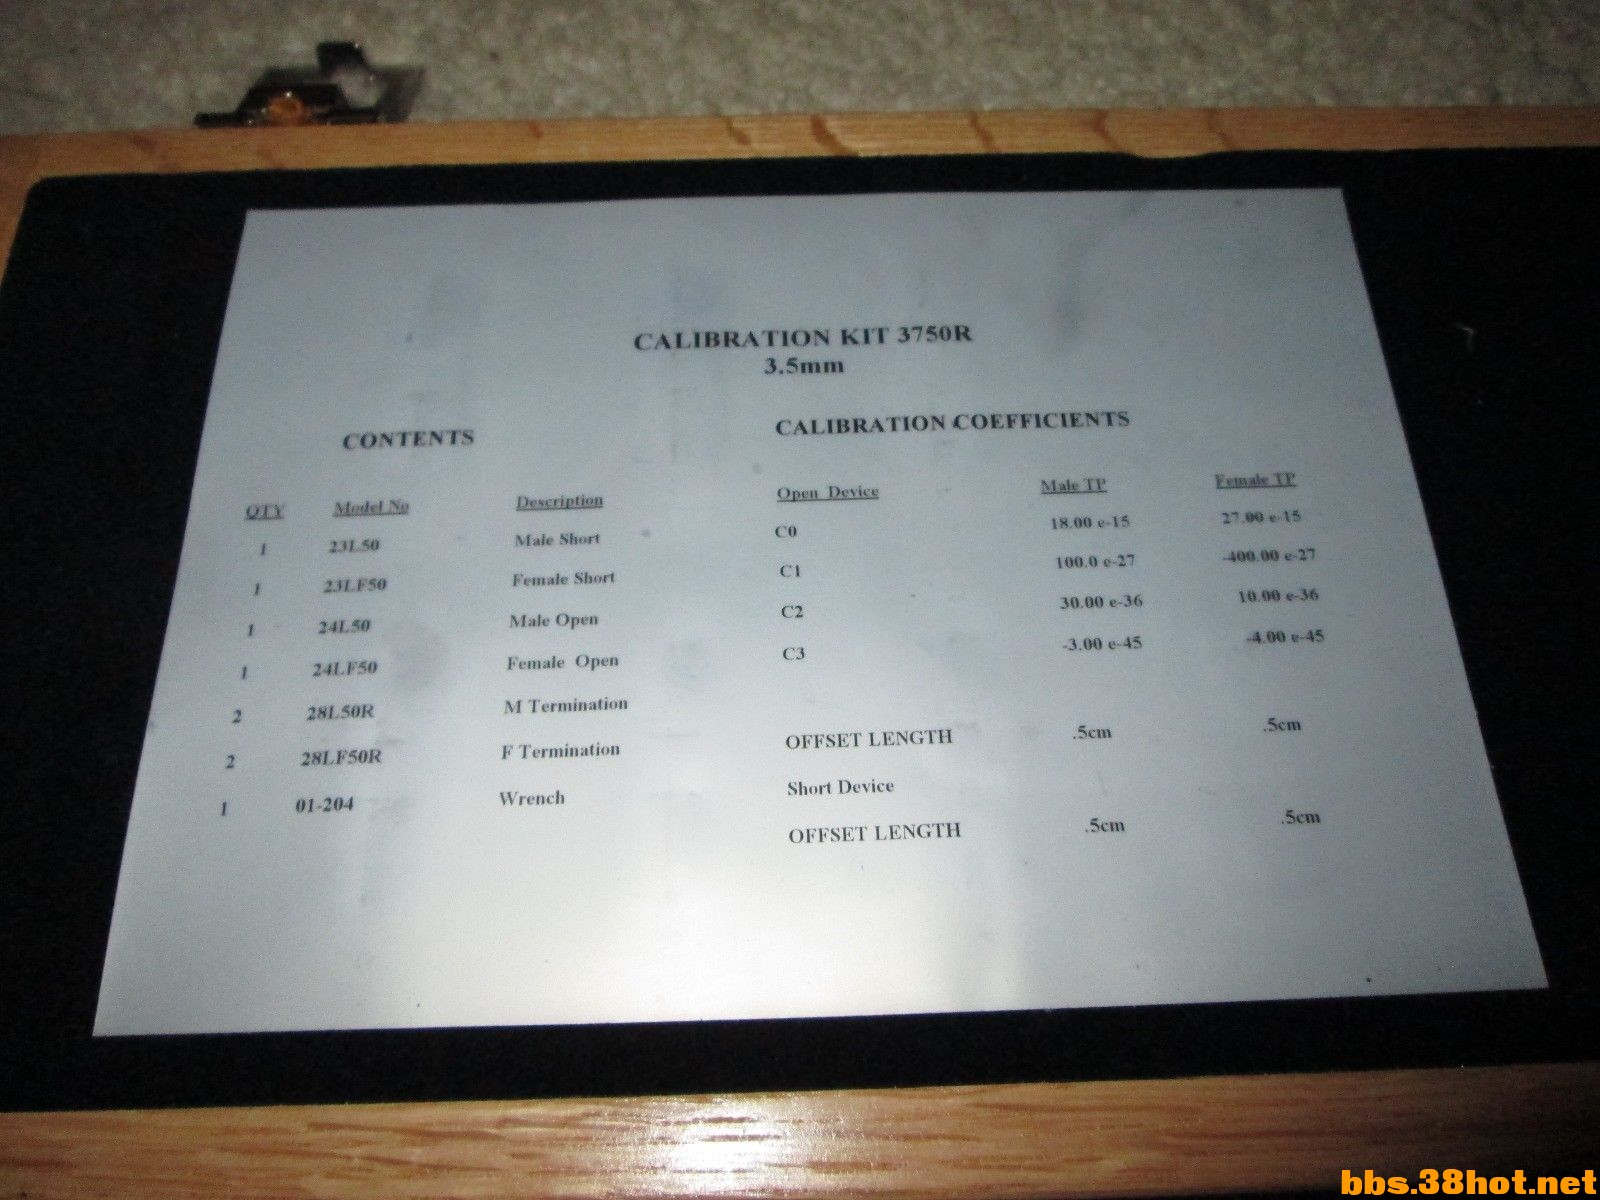 CALIBRATION KIT 3750R
3.5mm
CONTENTS
QTY Model No Description
1 23L50 Male Short
1 23LF50 Female Short
1 24L50 Male Open
1 24LF50 Female Open
2 28L50R M Termination
2 28LF50R F Termination
1 01-204 Wrench
CALIBRATION COEFFICIENTS
Open Device Male TP Female TP
C0 18.00 e-15 27.00 e-15
C1 100.0 e-27 -400.00 e-27
C2 30.00 e-36 10.00 e-36
C3 -3.00 e-45 -4.00 e-45
OFFSET LENGTH .5cm .5cm
Short Device
OFFSET LENGTH .5cm .5cm
bbs.38hot.net